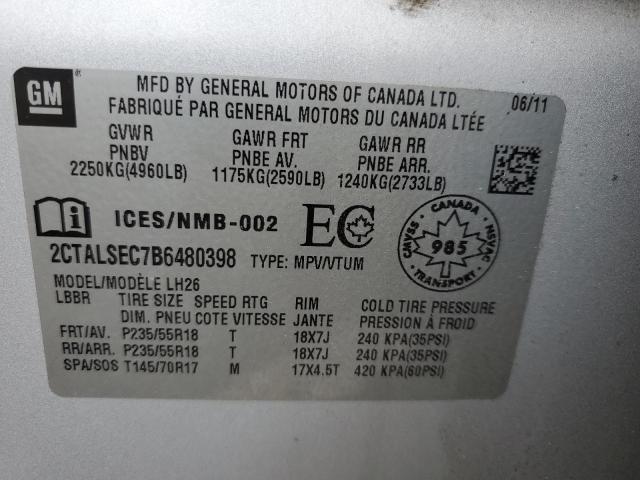 GM
MFD BY GENERAL MOTORS OF CANADA LTD. 06/11
FABRIQUÉ PAR GENERAL MOTORS DU CANADA LTÉE
GVWR GAWR FRT GAWR RR
PNBV PNBE AV. PNBE ARR.
2250KG(4960LB) 1175KG(2590LB) 1240KG(2733LB)
ICES/NMB-002 EC
CANADA
CMVSS 985 NSVAC
TRANSPORT
2CTALSEC7B6480398 TYPE: MPV/VTUM
MODEL/MODÈLE LH26
LBBR TIRE SIZE SPEED RTG RIM COLD TIRE PRESSURE
DIM. PNEU COTE VITESSE JANTE PRESSION À FROID
FRT/AV. P235/55R18 T 18X7J 240 KPA(35PSI)
RR/ARR. P235/55R18 T 18X7J 240 KPA(35PSI)
SPA/SOS T145/70R17 M 17X4.5T 420 KPA(60PSI)